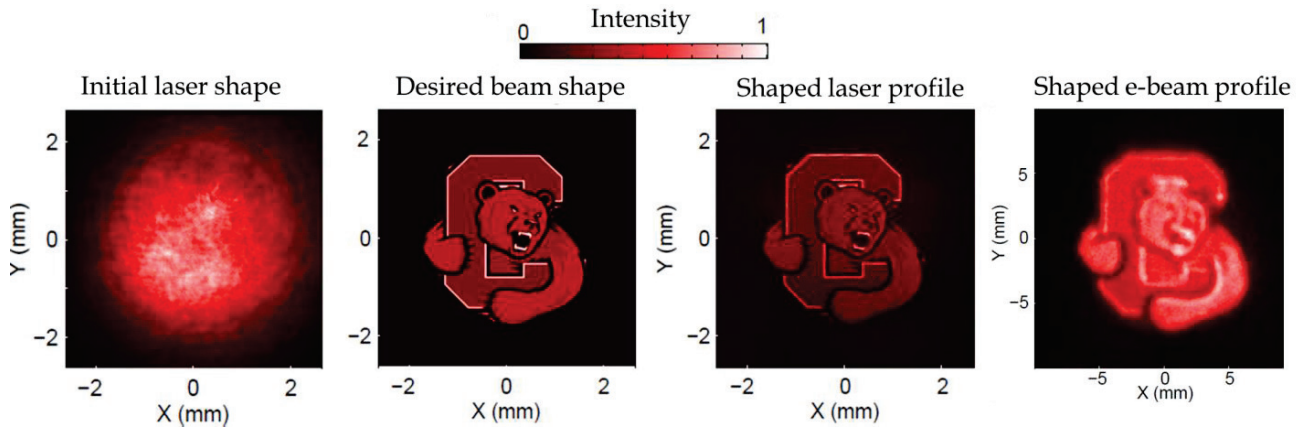 Intensity
0 1
Initial laser shape
Desired beam shape
Shaped laser profile
Shaped e-beam profile
Y (mm)
2
0
−2
−2 0 2
X (mm)
2
0
−2
−2 0 2
X (mm)
Y (mm)
2
0
−2
−2 0 2
X (mm)
Y (mm)
5
0
−5
−5 0 5
X (mm)